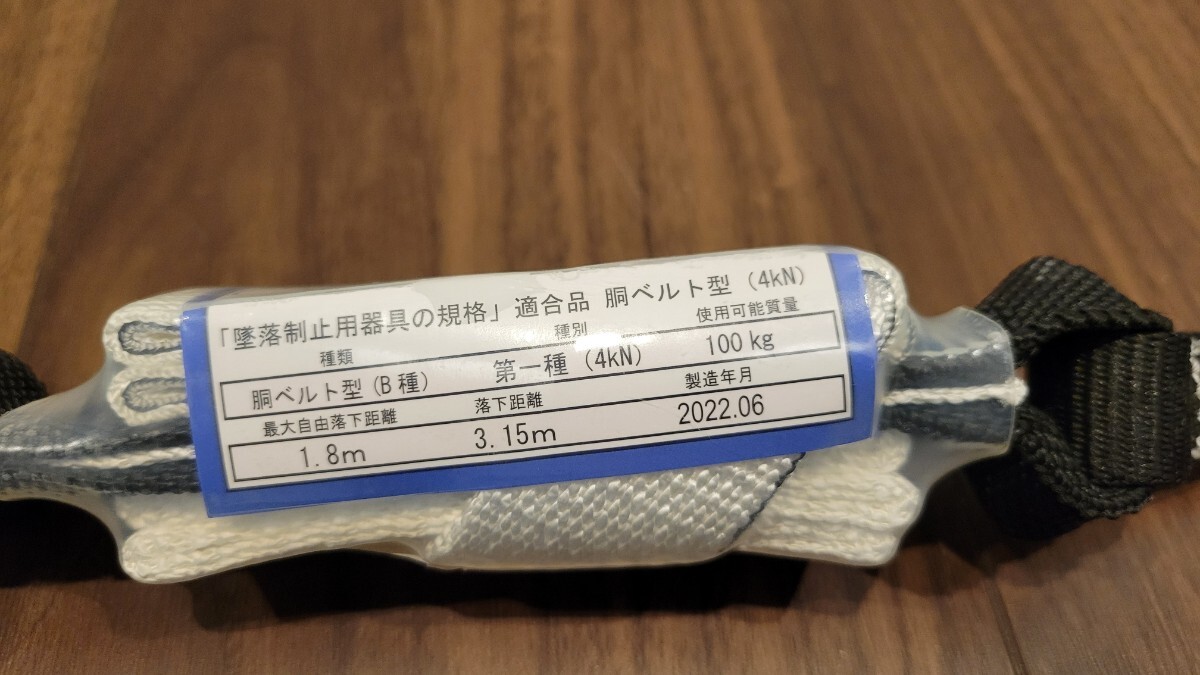 「墜落制止用器具の規格」適合品 胴ベルト型 (4kN)
種類 種別 使用可能質量
胴ベルト型 (B種) 第一種 (4kN) 100 kg
最大自由落下距離 落下距離 製造年月
1.8m 3.15m 2022.06